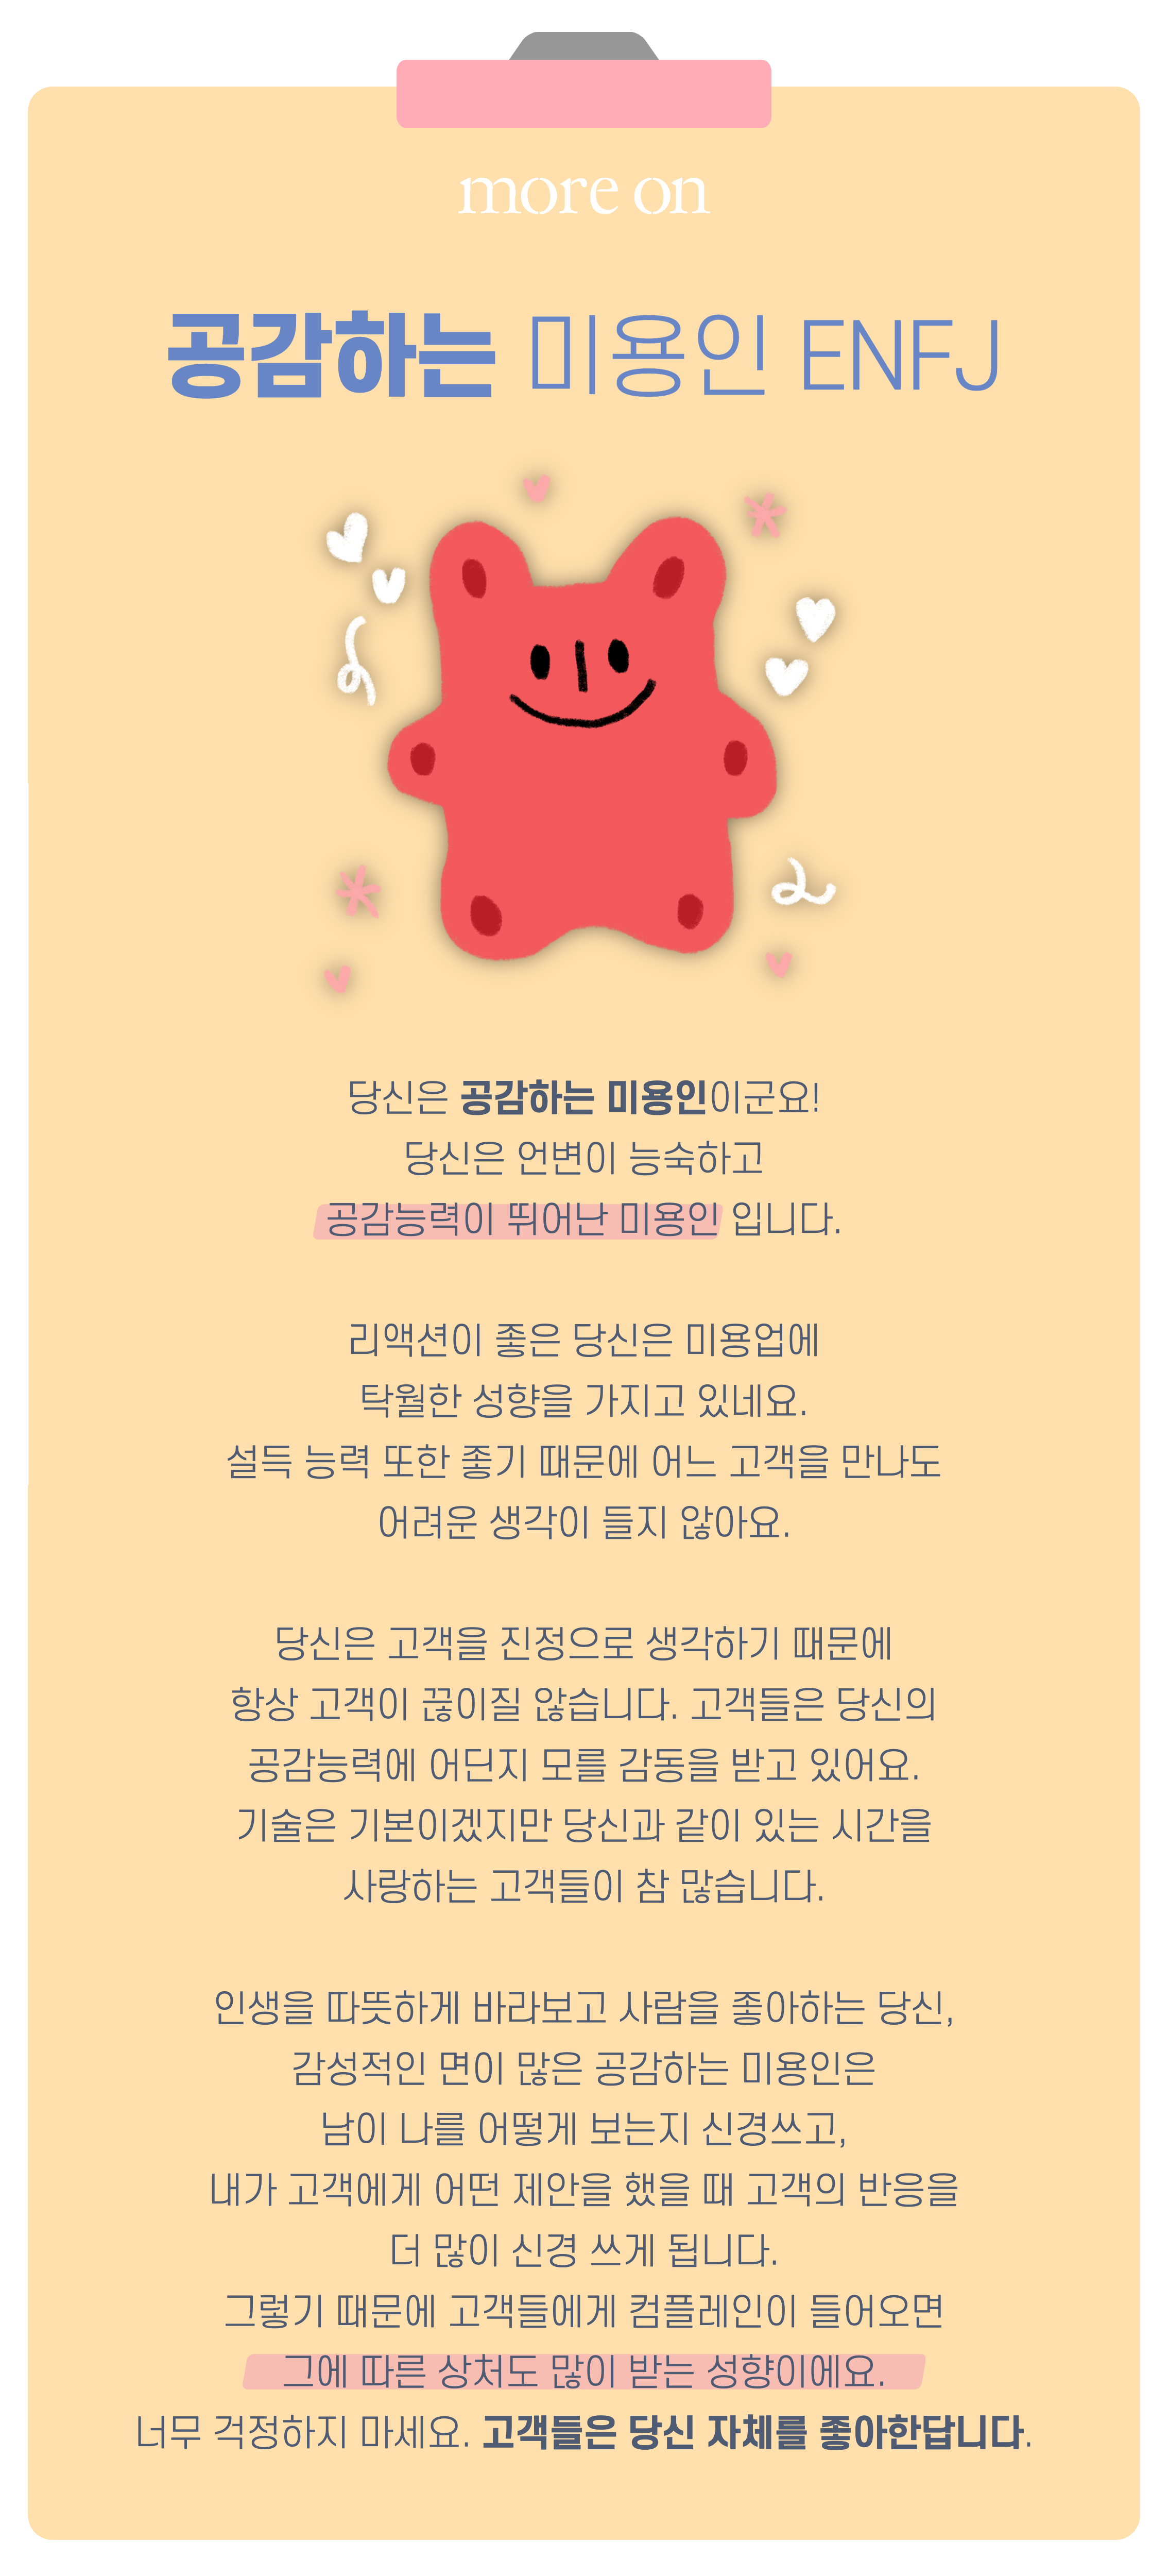 more on
공감하는 미용인 ENFJ
당신은 공감하는 미용인이군요!
당신은 언변이 능숙하고
공감능력이 뛰어난 미용인 입니다.
리액션이 좋은 당신은 미용업에
탁월한 성향을 가지고 있네요.
설득 능력 또한 좋기 때문에 어느 고객을 만나도
어려운 생각이 들지 않아요.
당신은 고객을 진정으로 생각하기 때문에
항상 고객이 끊이질 않습니다. 고객들은 당신의
공감능력에 어딘지 모를 감동을 받고 있어요.
기술은 기본이겠지만 당신과 같이 있는 시간을
사랑하는 고객들이 참 많습니다.
인생을 따뜻하게 바라보고 사람을 좋아하는 당신,
감성적인 면이 많은 공감하는 미용인은
남이 나를 어떻게 보는지 신경쓰고,
내가 고객에게 어떤 제안을 했을 때 고객의 반응을
더 많이 신경 쓰게 됩니다.
그렇기 때문에 고객들에게 컴플레인이 들어오면
그에 따른 상처도 많이 받는 성향이에요.
너무 걱정하지 마세요. 고객들은 당신 자체를 좋아한답니다.